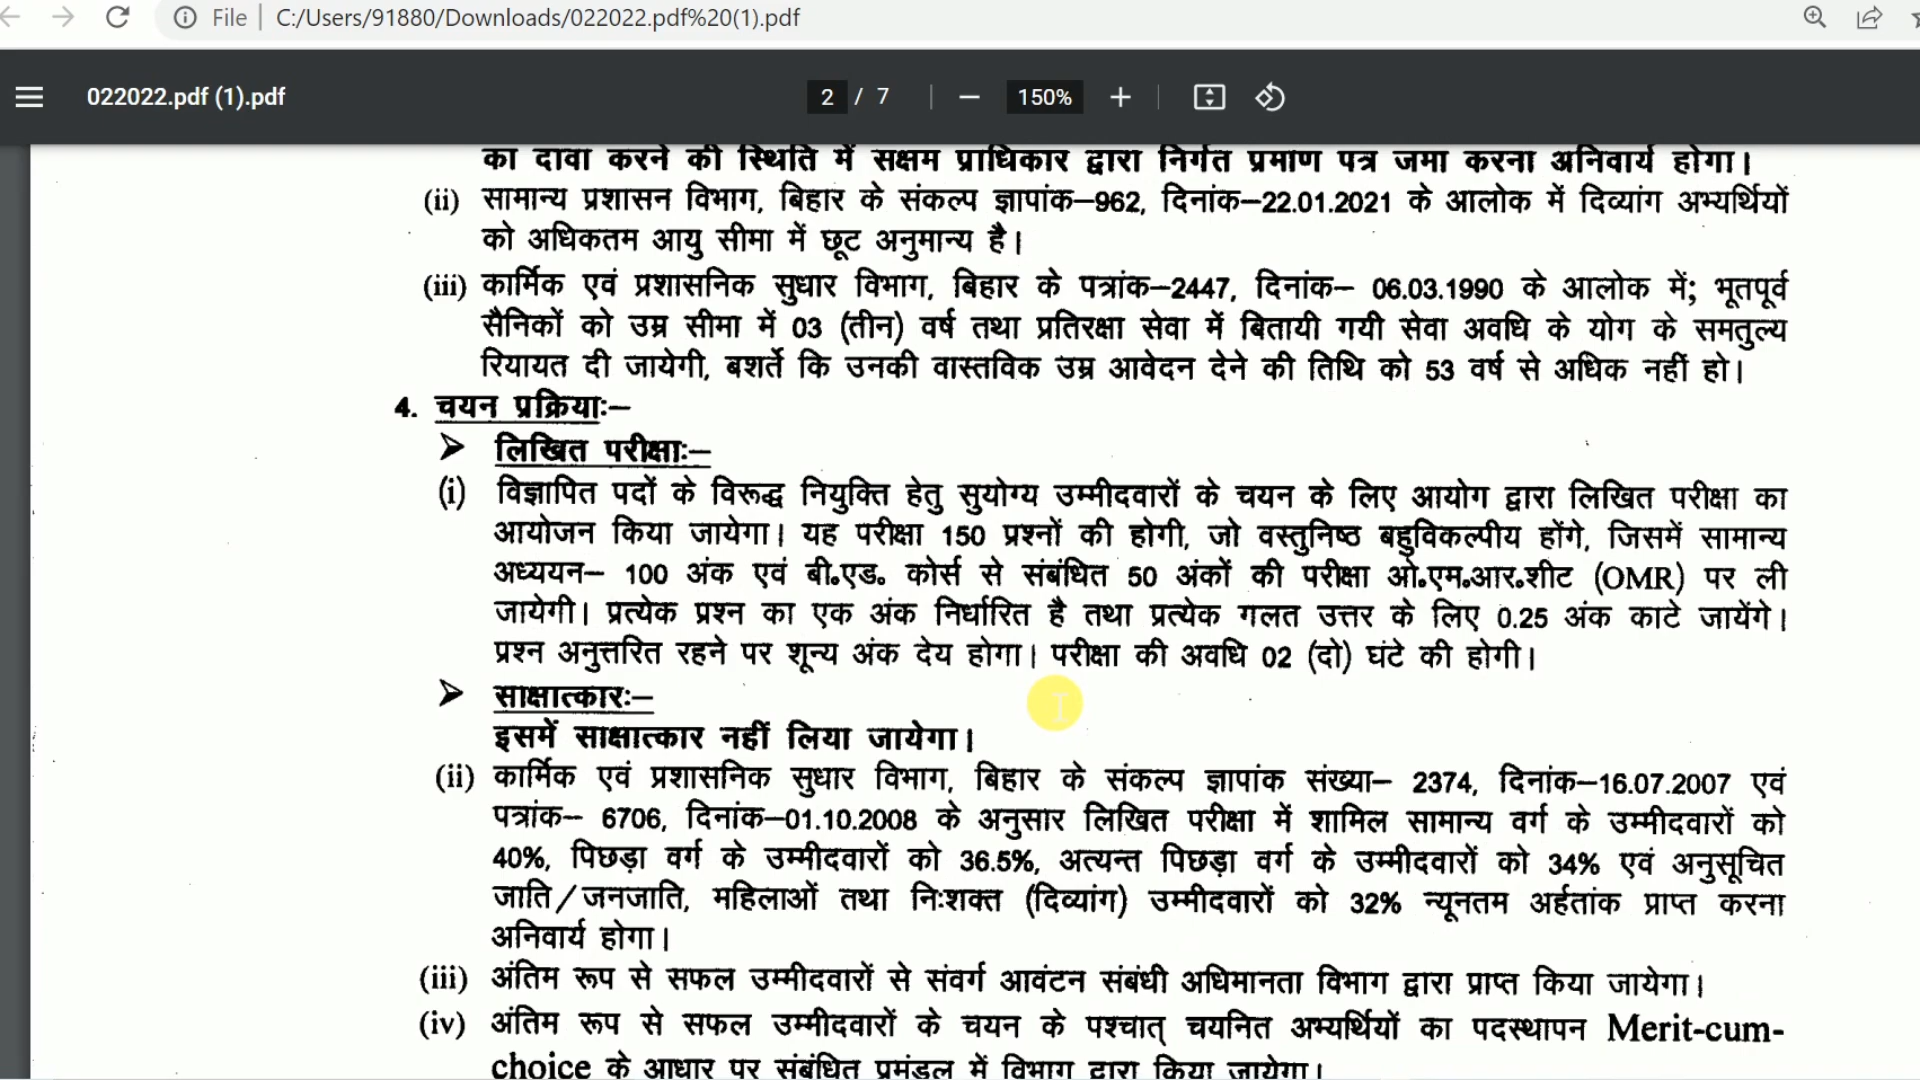 File | C:/Users/91880/Downloads/022022.pdf%20(1).pdf
022022.pdf (1).pdf 2 / 7 150%
का दावा करने की स्थिति में सक्षम प्राधिकार द्वारा निर्गत प्रमाण पत्र जमा करना अनिवार्य होगा।
(ii) सामान्य प्रशासन विभाग, बिहार के संकल्प ज्ञापांक–962, दिनांक–22.01.2021 के आलोक में दिव्यांग अभ्यर्थियों
को अधिकतम आयु सीमा में छूट अनुमान्य है।
(iii) कार्मिक एवं प्रशासनिक सुधार विभाग, बिहार के पत्रांक–2447, दिनांक– 06.03.1990 के आलोक में; भूतपूर्व
सैनिकों को उम्र सीमा में 03 (तीन) वर्ष तथा प्रतिरक्षा सेवा में बितायी गयी सेवा अवधि के योग के समतुल्य
रियायत दी जायेगी, बशर्ते कि उनकी वास्तविक उम्र आवेदन देने की तिथि को 53 वर्ष से अधिक नहीं हो।
4. चयन प्रक्रियाः–
➢ लिखित परीक्षाः–
(i) विज्ञापित पदों के विरूद्ध नियुक्ति हेतु सुयोग्य उम्मीदवारों के चयन के लिए आयोग द्वारा लिखित परीक्षा का
आयोजन किया जायेगा। यह परीक्षा 150 प्रश्नों की होगी, जो वस्तुनिष्ठ बहुविकल्पीय होंगे, जिसमें सामान्य
अध्ययन– 100 अंक एवं बी०एड० कोर्स से संबंधित 50 अंकों की परीक्षा ओ०एम०आर०शीट (OMR) पर ली
जायेगी। प्रत्येक प्रश्न का एक अंक निर्धारित है तथा प्रत्येक गलत उत्तर के लिए 0.25 अंक काटे जायेंगे।
प्रश्न अनुत्तरित रहने पर शून्य अंक देय होगा। परीक्षा की अवधि 02 (दो) घंटे की होगी।
➢ साक्षात्कारः–
इसमें साक्षात्कार नहीं लिया जायेगा।
(ii) कार्मिक एवं प्रशासनिक सुधार विभाग, बिहार के संकल्प ज्ञापांक संख्या– 2374, दिनांक–16.07.2007 एवं
पत्रांक– 6706, दिनांक–01.10.2008 के अनुसार लिखित परीक्षा में शामिल सामान्य वर्ग के उम्मीदवारों को
40%, पिछड़ा वर्ग के उम्मीदवारों को 36.5%, अत्यन्त पिछड़ा वर्ग के उम्मीदवारों को 34% एवं अनुसूचित
जाति/जनजाति, महिलाओं तथा निःशक्त (दिव्यांग) उम्मीदवारों को 32% न्यूनतम अर्हतांक प्राप्त करना
अनिवार्य होगा।
(iii) अंतिम रूप से सफल उम्मीदवारों से संवर्ग आवंटन संबंधी अधिमानता विभाग द्वारा प्राप्त किया जायेगा।
(iv) अंतिम रूप से सफल उम्मीदवारों के चयन के पश्चात् चयनित अभ्यर्थियों का पदस्थापन Merit-cum-
choice के आधार पर संबंधित प्रमंडल में विभाग द्वारा किया जायेगा।